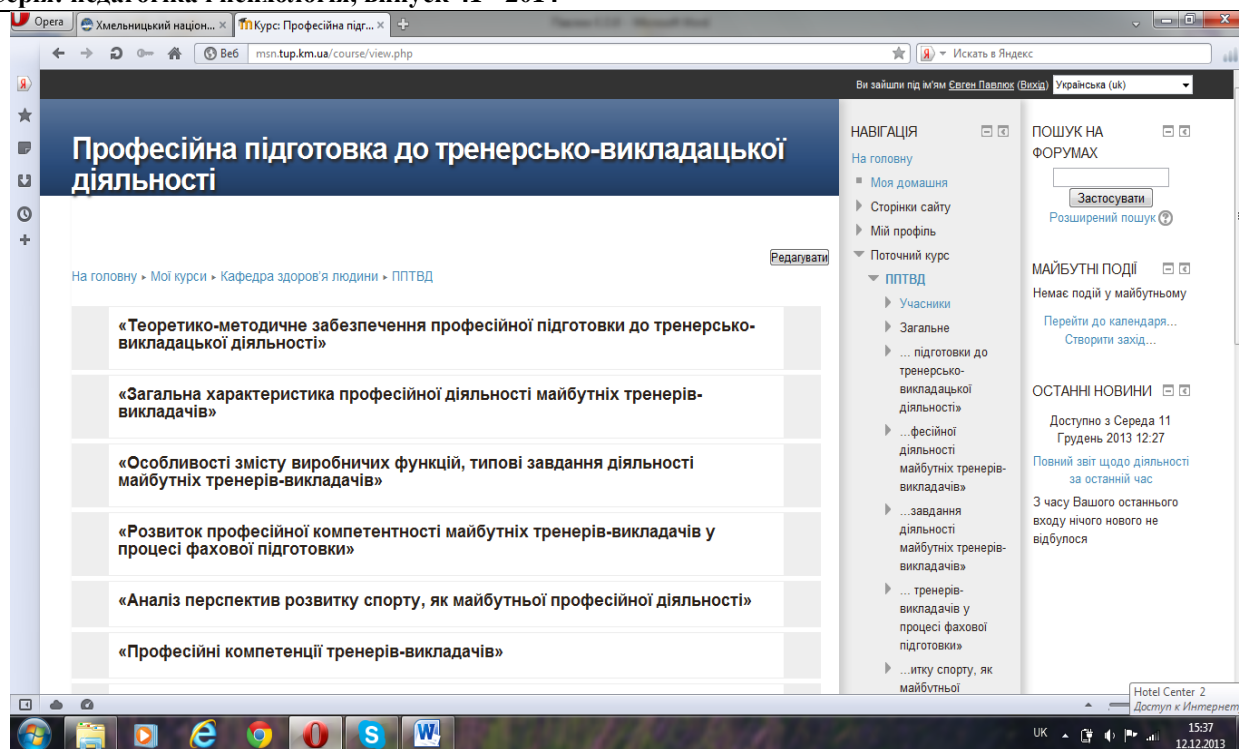 Серія: педагогіка і психологія, випуск 41 - 2014
Opera
Хмельницький націон...
Курс: Професійна підг...
Веб
msn.tup.km.ua/course/view.php
Искать в Яндекс
Ви зайшли під ім'ям Євген Павлюк (Вихід)
Українська (uk)
Професійна підготовка до тренерсько-викладацької
діяльності
Редагувати
На головну ▸ Мої курси ▸ Кафедра здоров'я людини ▸ ППТВД
«Теоретико-методичне забезпечення професійної підготовки до тренерсько-
викладацької діяльності»
«Загальна характеристика професійної діяльності майбутніх тренерів-
викладачів»
«Особливості змісту виробничих функцій, типові завдання діяльності
майбутніх тренерів-викладачів»
«Розвиток професійної компетентності майбутніх тренерів-викладачів у
процесі фахової підготовки»
«Аналіз перспектив розвитку спорту, як майбутньої професійної діяльності»
«Професійні компетенції тренерів-викладачів»
НАВІГАЦІЯ
На головну
Моя домашня
Сторінки сайту
Мій профіль
Поточний курс
ППТВД
Учасники
Загальне
... підготовки до
тренерсько-
викладацької
діяльності»
...фесійної
діяльності
майбутніх тренерів-
викладачів»
...завдання
діяльності
майбутніх тренерів-
викладачів»
... тренерів-
викладачів у
процесі фахової
підготовки»
...итку спорту, як
майбутньої
ПОШУК НА
ФОРУМАХ
Застосувати
Розширений пошук
МАЙБУТНІ ПОДІЇ
Немає подій у майбутньому
Перейти до календаря...
Створити захід...
ОСТАННІ НОВИНИ
Доступно з Середа 11
Грудень 2013 12:27
Повний звіт щодо діяльності
за останній час
З часу Вашого останнього
входу нічого нового не
відбулося
Hotel Center 2
Доступ к Интернет
UK
15:37
12.12.2013